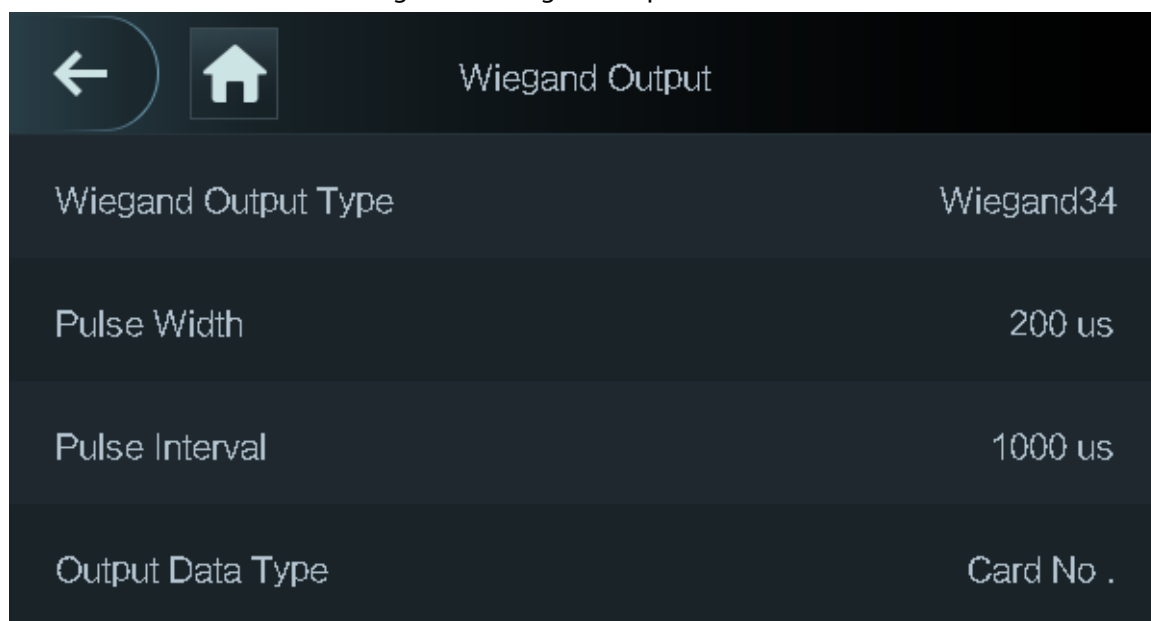 Wiegand Output
Wiegand Output Type Wiegand34
Pulse Width 200 us
Pulse Interval 1000 us
Output Data Type Card No .